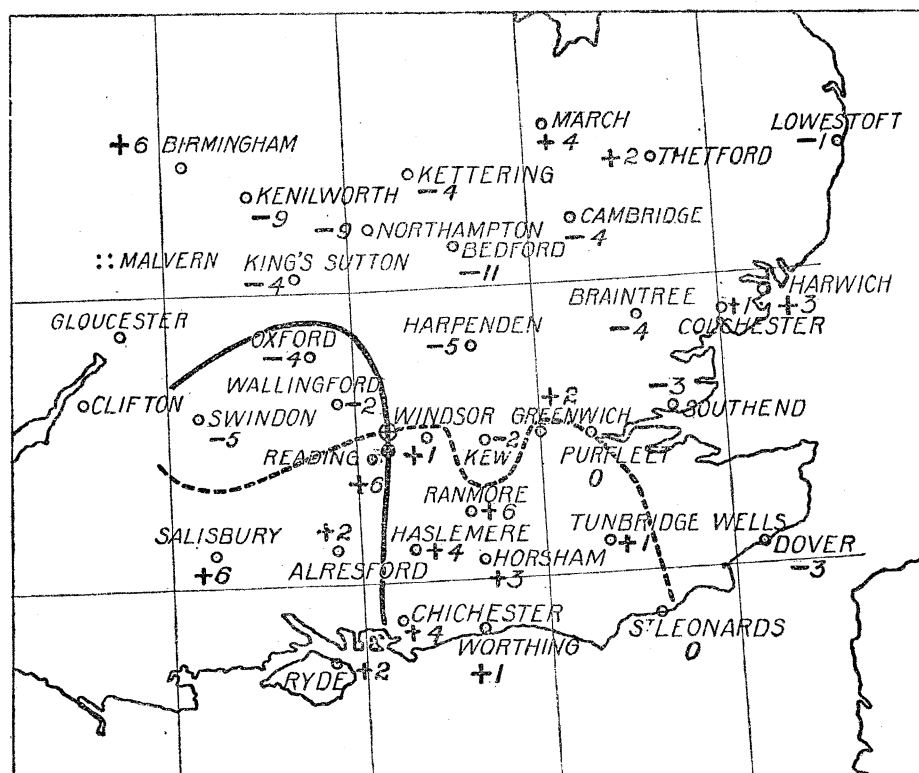 MARCH
+4
LOWESTOFT
-1
+6 BIRMINGHAM
+2 THETFORD
KETTERING
-4
KENILWORTH
-9
CAMBRIDGE
-4
-9 NORTHAMPTON
BEDFORD
-11
:: MALVERN
KING'S SUTTON
-4
HARWICH
+3
BRAINTREE
-4
+1
COLCHESTER
GLOUCESTER
OXFORD
-4
HARPENDEN
-5
WALLINGFORD
-2
-3
SOUTHEND
+2
CLIFTON
SWINDON
-5
WINDSOR
+1
GREENWICH
-2
KEW
PURFLEET
0
READING
+6
RANMORE
+6
SALISBURY
+6
+2
ALRESFORD
HASLEMERE
+4
HORSHAM
+3
TUNBRIDGE WELLS
+1
DOVER
-3
CHICHESTER
+4
WORTHING
+1
ST LEONARDS
0
RYDE
+2